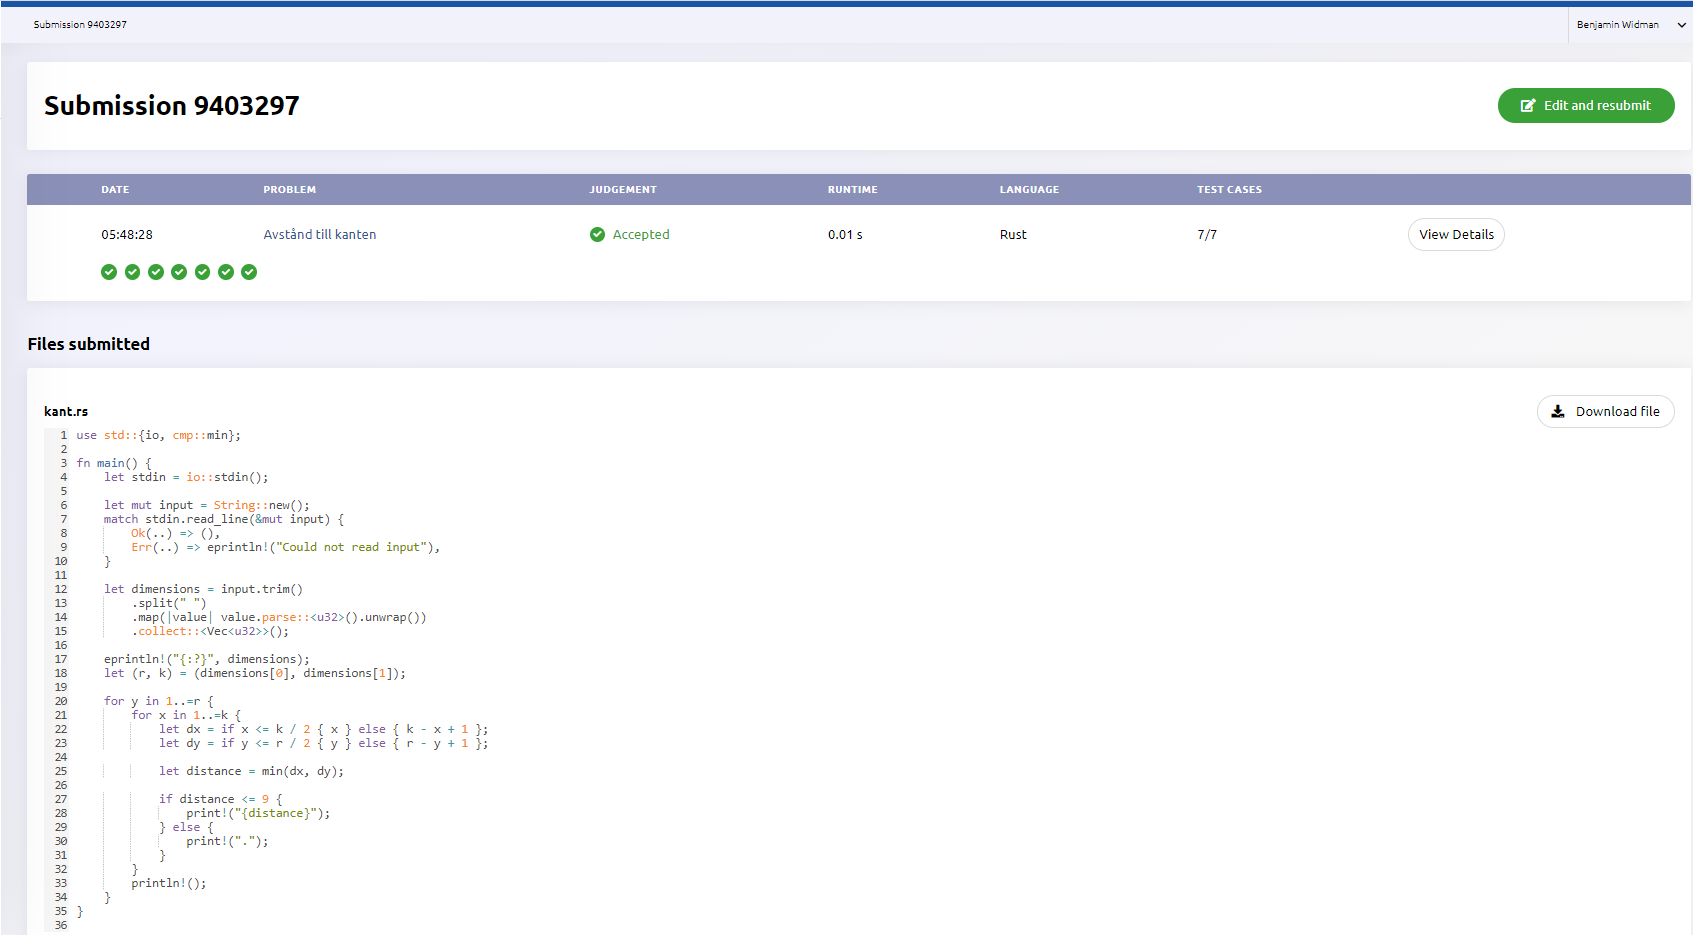 Submission 9403297
Benjamin Widman
Submission 9403297
Edit and resubmit
DATE PROBLEM JUDGEMENT RUNTIME LANGUAGE TEST CASES
05:48:28 Avstånd till kanten Accepted 0.01 s Rust 7/7 View Details
Files submitted
kant.rs
Download file
1 use std::{io, cmp::min};
2
3 fn main() {
4     let stdin = io::stdin();
5
6     let mut input = String::new();
7     match stdin.read_line(&mut input) {
8         Ok(..) => (),
9         Err(..) => eprintln!("Could not read input"),
10     }
11
12     let dimensions = input.trim()
13         .split(" ")
14         .map(|value| value.parse::<u32>().unwrap())
15         .collect::<Vec<u32>>();
16
17     eprintln!("{:?}", dimensions);
18     let (r, k) = (dimensions[0], dimensions[1]);
19
20     for y in 1..=r {
21         for x in 1..=k {
22             let dx = if x <= k / 2 { x } else { k - x + 1 };
23             let dy = if y <= r / 2 { y } else { r - y + 1 };
24
25             let distance = min(dx, dy);
26
27             if distance <= 9 {
28                 print!("{distance}");
29             } else {
30                 print!(".");
31             }
32         }
33         println!();
34     }
35 }
36